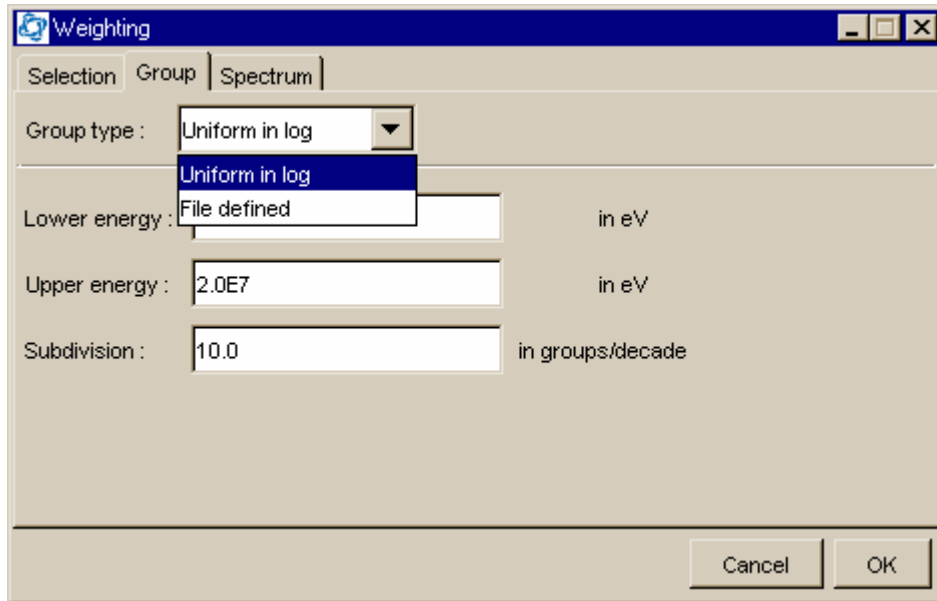 Weighting
Selection Group Spectrum
Group type : Uniform in log
Uniform in log
File defined
Lower energy : in eV
Upper energy : 2.0E7 in eV
Subdivision : 10.0 in groups/decade
Cancel OK